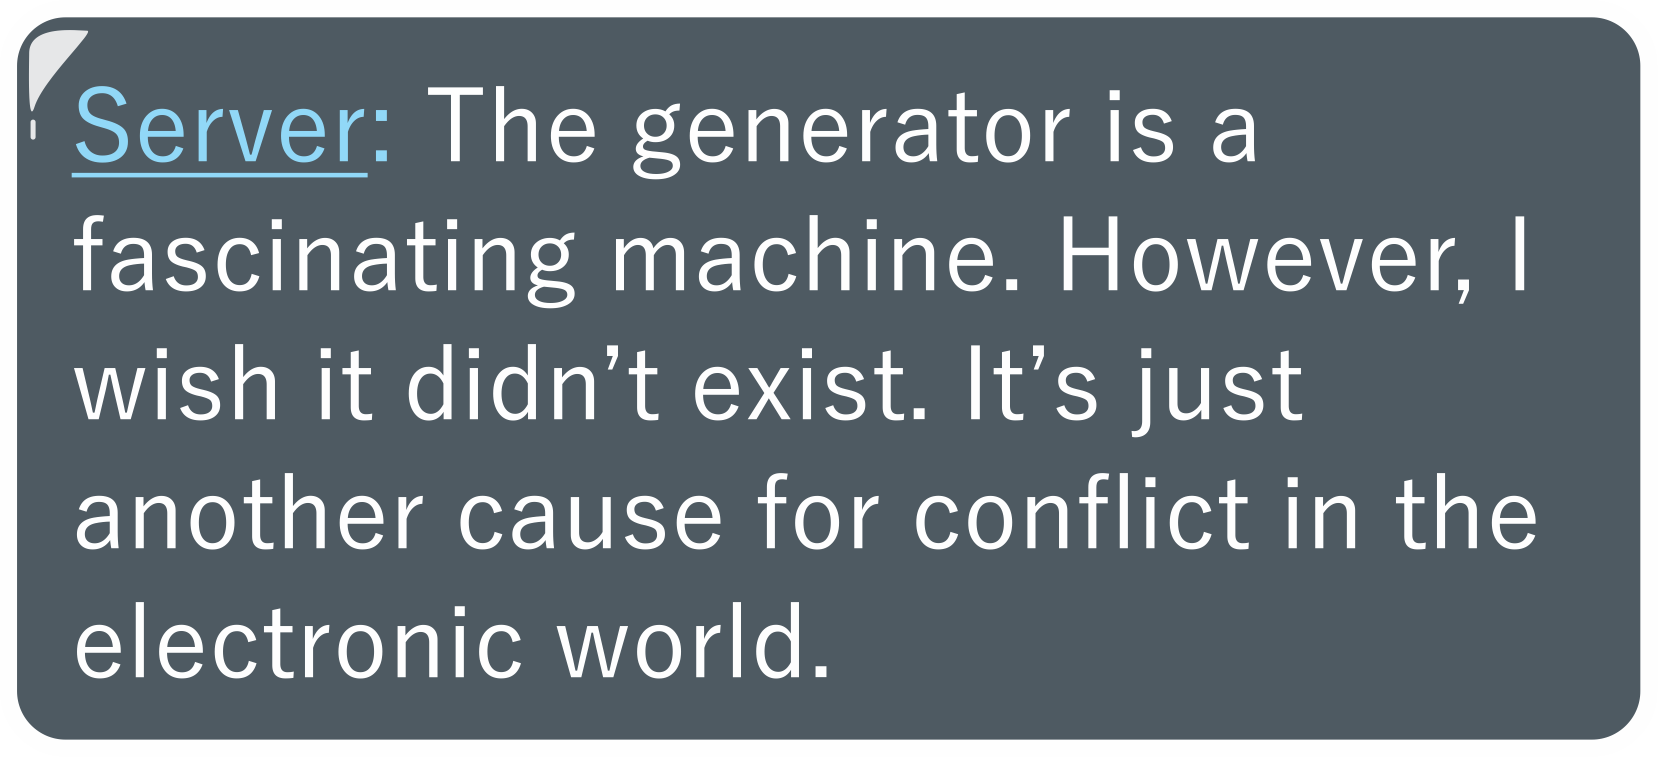 Server: The generator is a
fascinating machine. However, I
wish it didn’t exist. It’s just
another cause for conflict in the
electronic world.